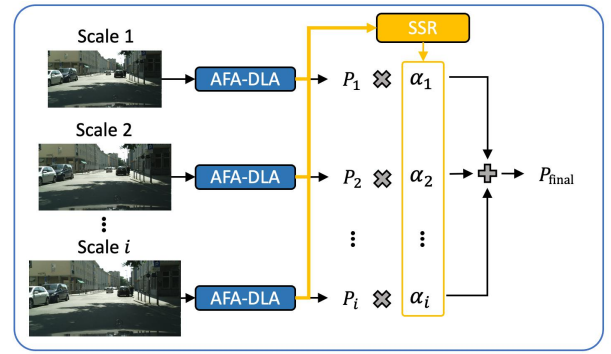 SSR
Scale 1
AFA-DLA P₁ α₁
Scale 2
AFA-DLA P₂ α₂ P_final
Scale i
AFA-DLA Pᵢ αᵢ